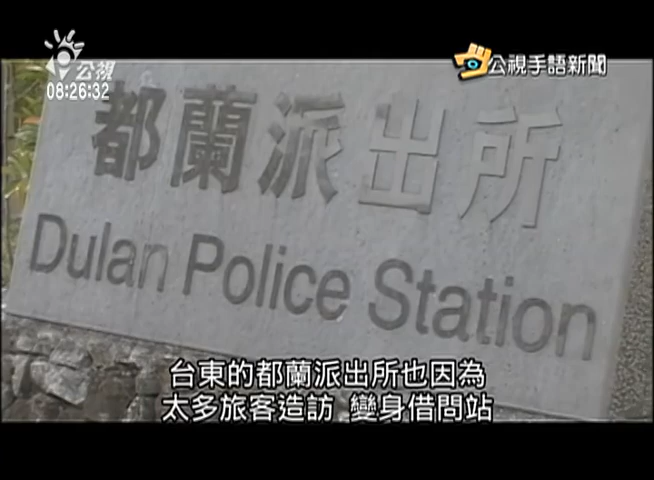 公視
08:26:32
公視手語新聞
都蘭派出所
Dulan Police Station
台東的都蘭派出所也因為
太多旅客造訪 變身借問站